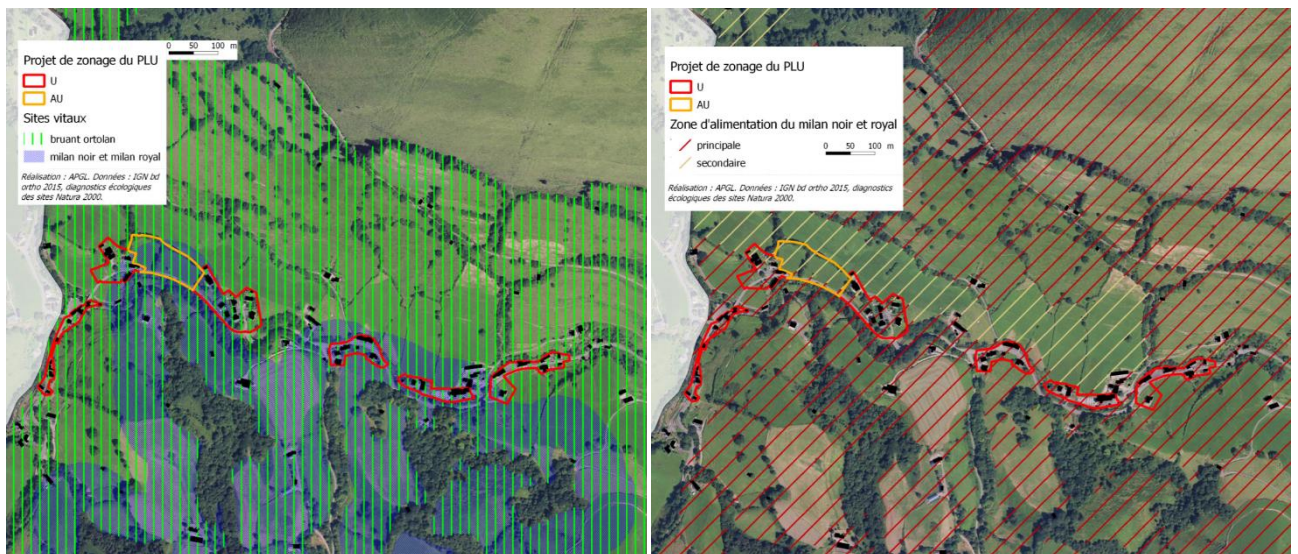 0 50 100 m
Projet de zonage du PLU
U
AU
Sites vitaux
bruant ortolan
milan noir et milan royal
Réalisation : APGL. Données : IGN bd
ortho 2015, diagnostics écologiques
des sites Natura 2000.
Projet de zonage du PLU
U
AU
Zone d'alimentation du milan noir et royal
principale
secondaire
0 50 100 m
Réalisation : APGL. Données : IGN bd ortho 2015, diagnostics
écologiques des sites Natura 2000.